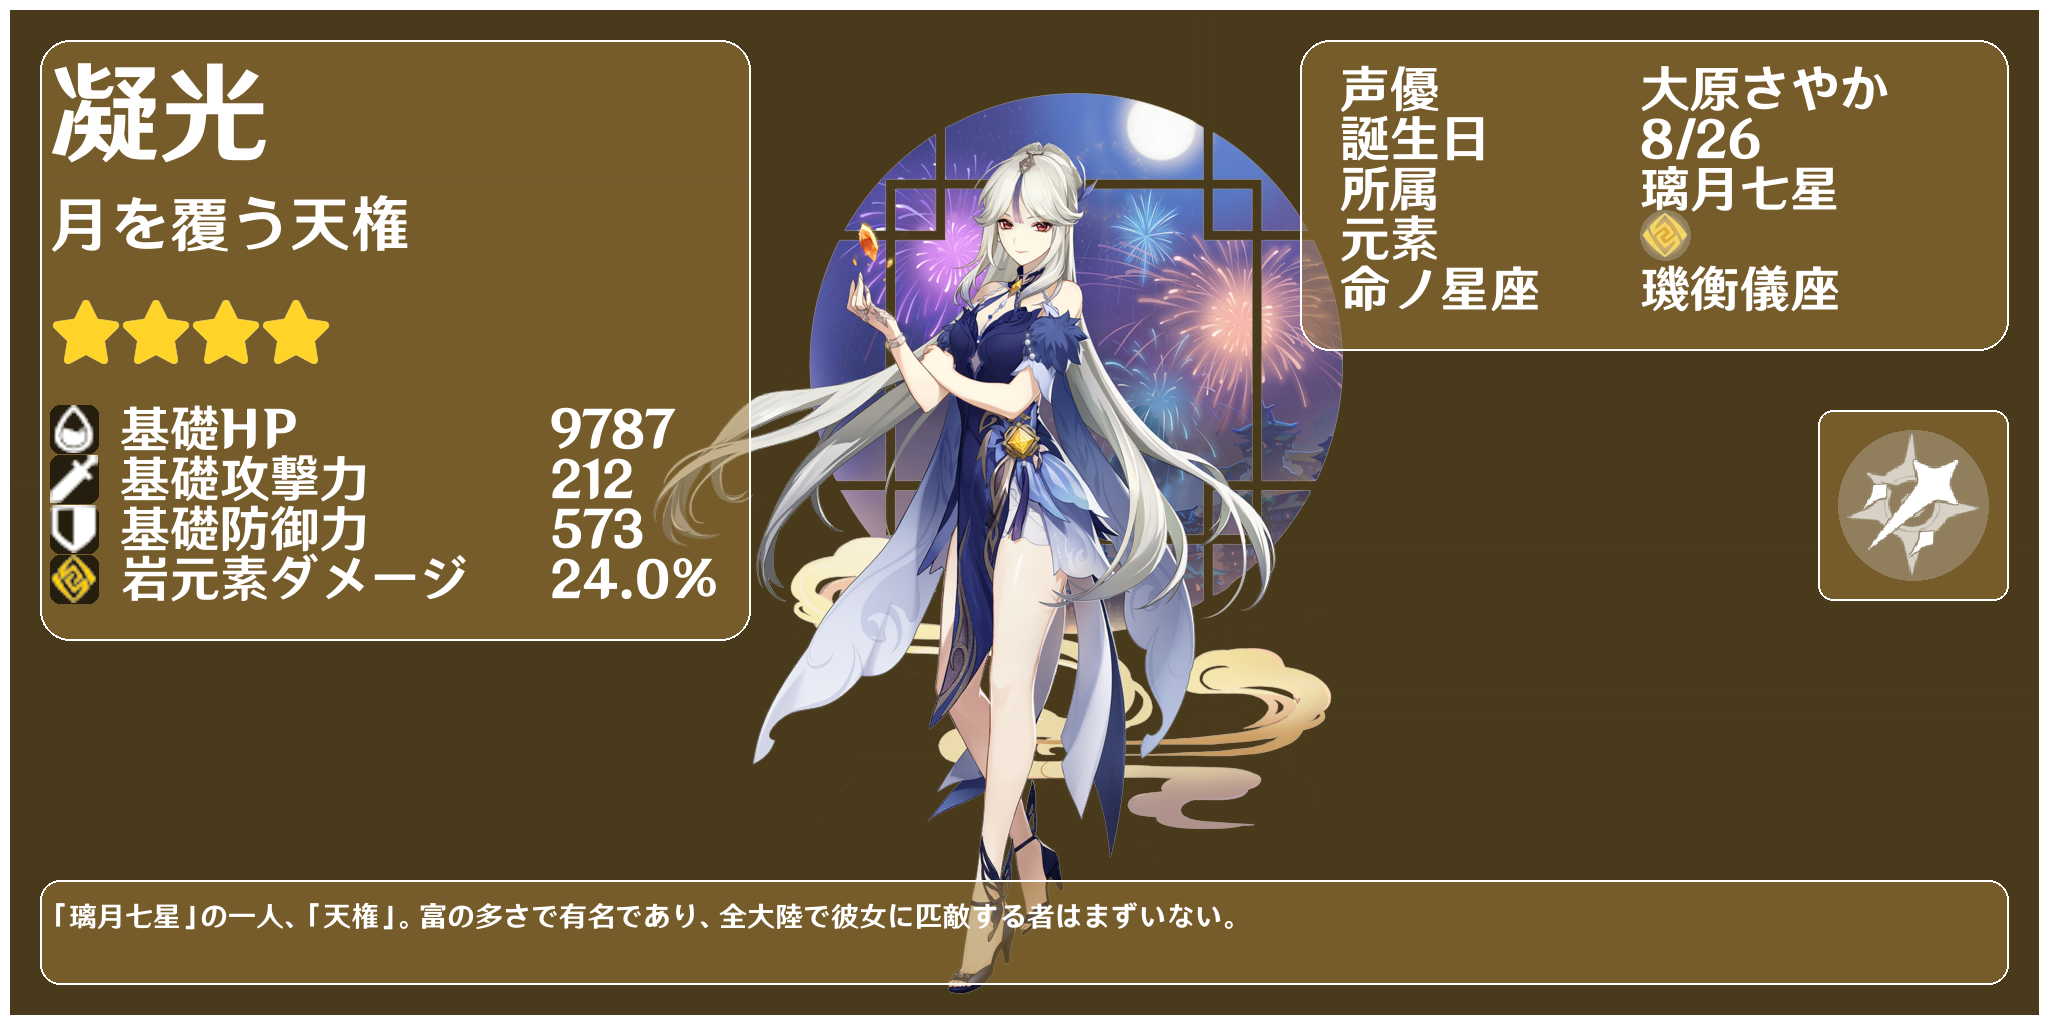 凝光
月を覆う天権
基礎HP 9787
基礎攻撃力 212
基礎防御力 573
岩元素ダメージ 24.0%
声優 大原さやか
誕生日 8/26
所属 璃月七星
元素
命ノ星座 璣衡儀座
「璃月七星」の一人、「天権」。富の多さで有名であり、全大陸で彼女に匹敵する者はまずいない。